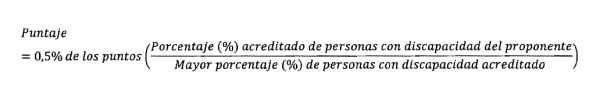 Puntaje
= 0,5% de los puntos (Porcentaje (%) acreditado de personas con discapacidad del proponente
Mayor porcentaje (%) de personas con discapacidad acreditado)